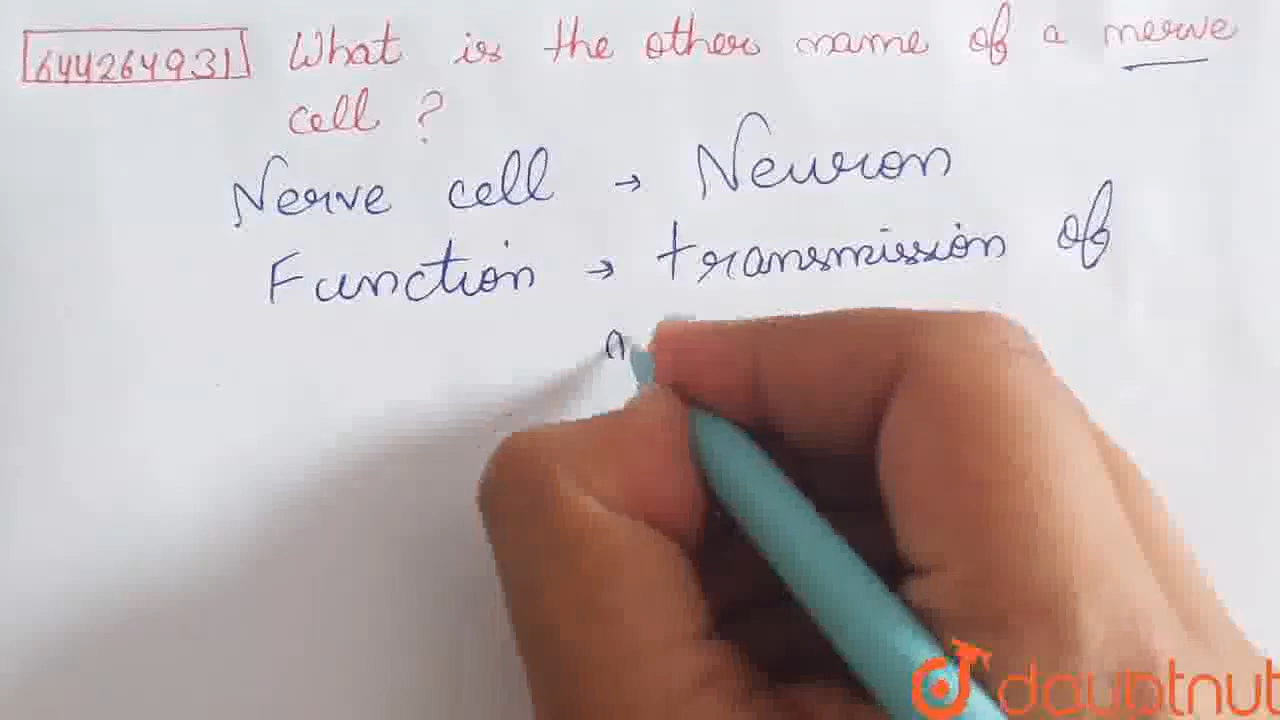 644264931 What is the other name of a nerve
cell ?
Nerve cell → Neuron
Function → transmission of
n
doubtnut